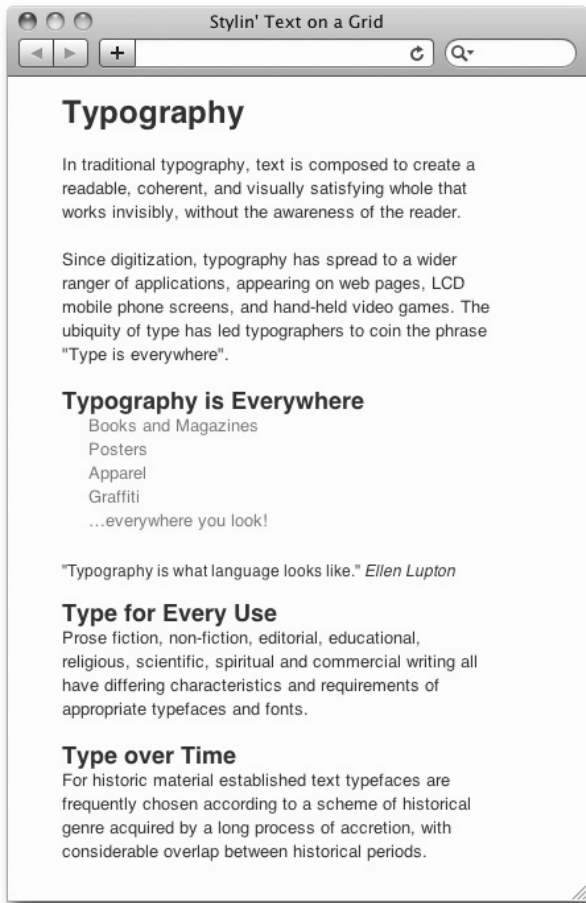 Stylin' Text on a Grid
Typography
In traditional typography, text is composed to create a
readable, coherent, and visually satisfying whole that
works invisibly, without the awareness of the reader.
Since digitization, typography has spread to a wider
ranger of applications, appearing on web pages, LCD
mobile phone screens, and hand-held video games. The
ubiquity of type has led typographers to coin the phrase
"Type is everywhere".
Typography is Everywhere
Books and Magazines
Posters
Apparel
Graffiti
…everywhere you look!
"Typography is what language looks like." Ellen Lupton
Type for Every Use
Prose fiction, non-fiction, editorial, educational,
religious, scientific, spiritual and commercial writing all
have differing characteristics and requirements of
appropriate typefaces and fonts.
Type over Time
For historic material established text typefaces are
frequently chosen according to a scheme of historical
genre acquired by a long process of accretion, with
considerable overlap between historical periods.